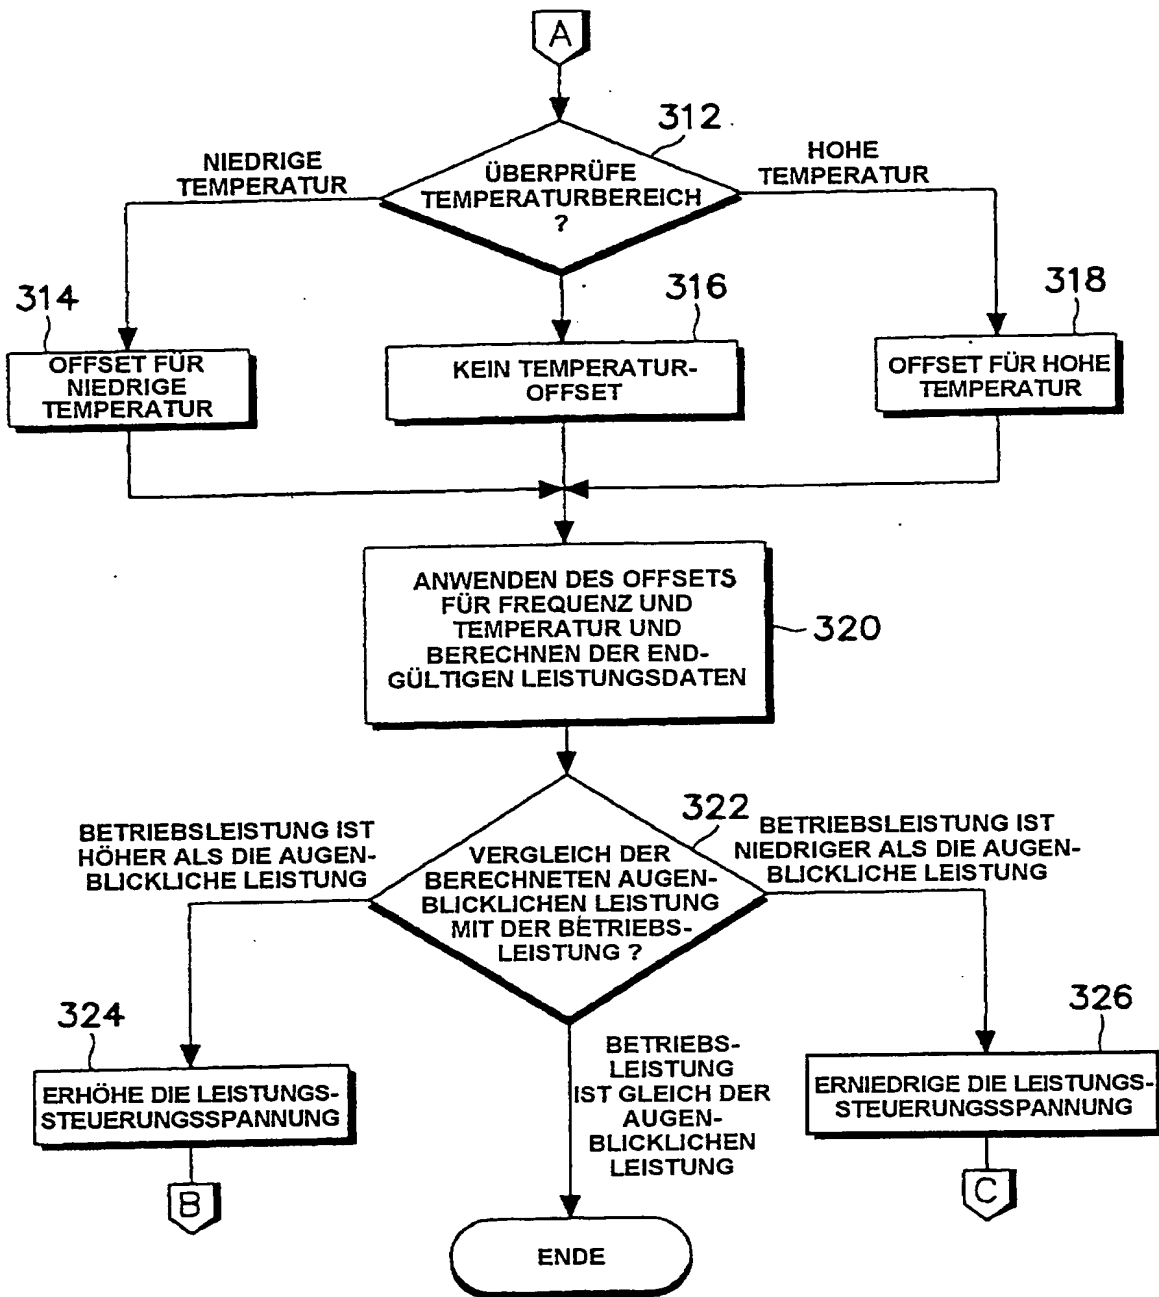 A
312
NIEDRIGE
TEMPERATUR
ÜBERPRÜFE
TEMPERATURBEREICH
?
HOHE
TEMPERATUR
314
316
318
OFFSET FÜR
NIEDRIGE
TEMPERATUR
KEIN TEMPERATUR-
OFFSET
OFFSET FÜR HOHE
TEMPERATUR
ANWENDEN DES OFFSETS
FÜR FREQUENZ UND
TEMPERATUR UND
BERECHNEN DER END-
GÜLTIGEN LEISTUNGSDATEN
320
322
BETRIEBSLEISTUNG IST
HÖHER ALS DIE AUGEN-
BLICKLICHE LEISTUNG
VERGLEICH DER
BERECHNETEN AUGEN-
BLICKLICHEN LEISTUNG
MIT DER BETRIEBS-
LEISTUNG ?
BETRIEBSLEISTUNG IST
NIEDRIGER ALS DIE AUGEN-
BLICKLICHE LEISTUNG
324
326
ERHÖHE DIE LEISTUNGS-
STEUERUNGSSPANNUNG
BETRIEBS-
LEISTUNG
IST GLEICH DER
AUGEN-
BLICKLICHEN
LEISTUNG
ERNIEDRIGE DIE LEISTUNGS-
STEUERUNGSSPANNUNG
B
C
ENDE